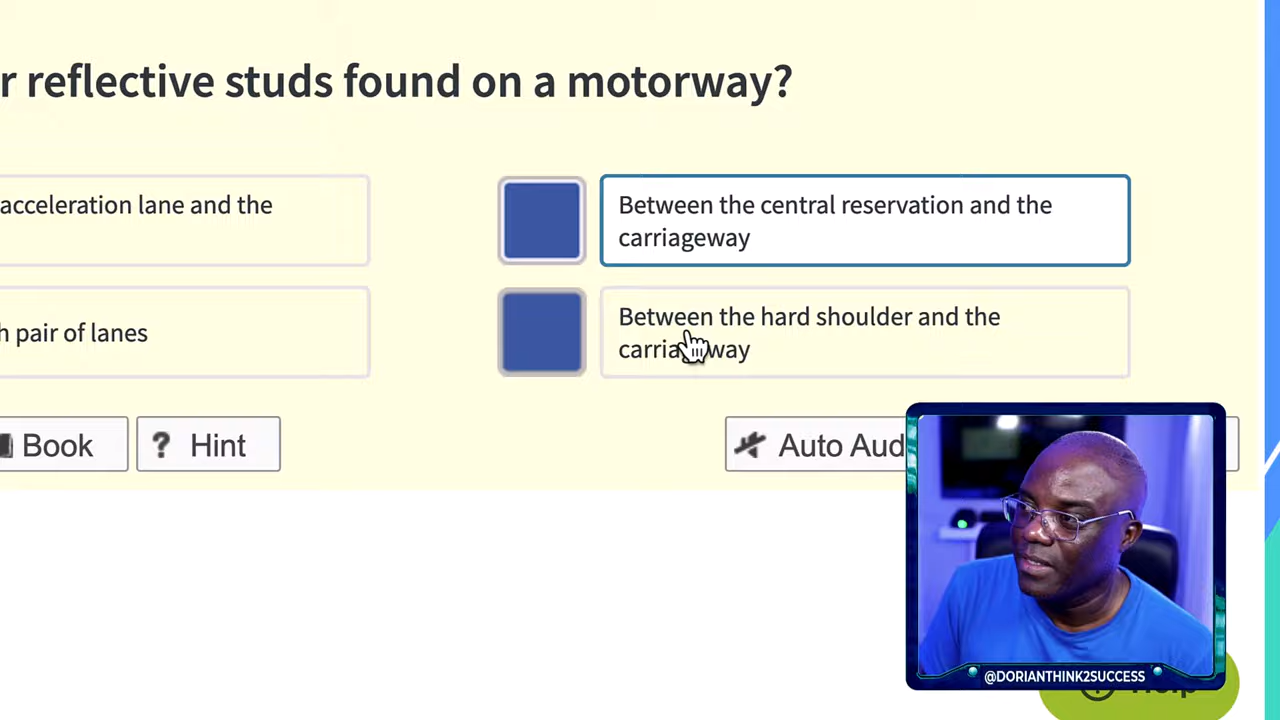 r reflective studs found on a motorway?
acceleration lane and the
Between the central reservation and the
carriageway
h pair of lanes
Between the hard shoulder and the
Book
Hint
Auto Aud
@DORIANTHINK2SUCCESS